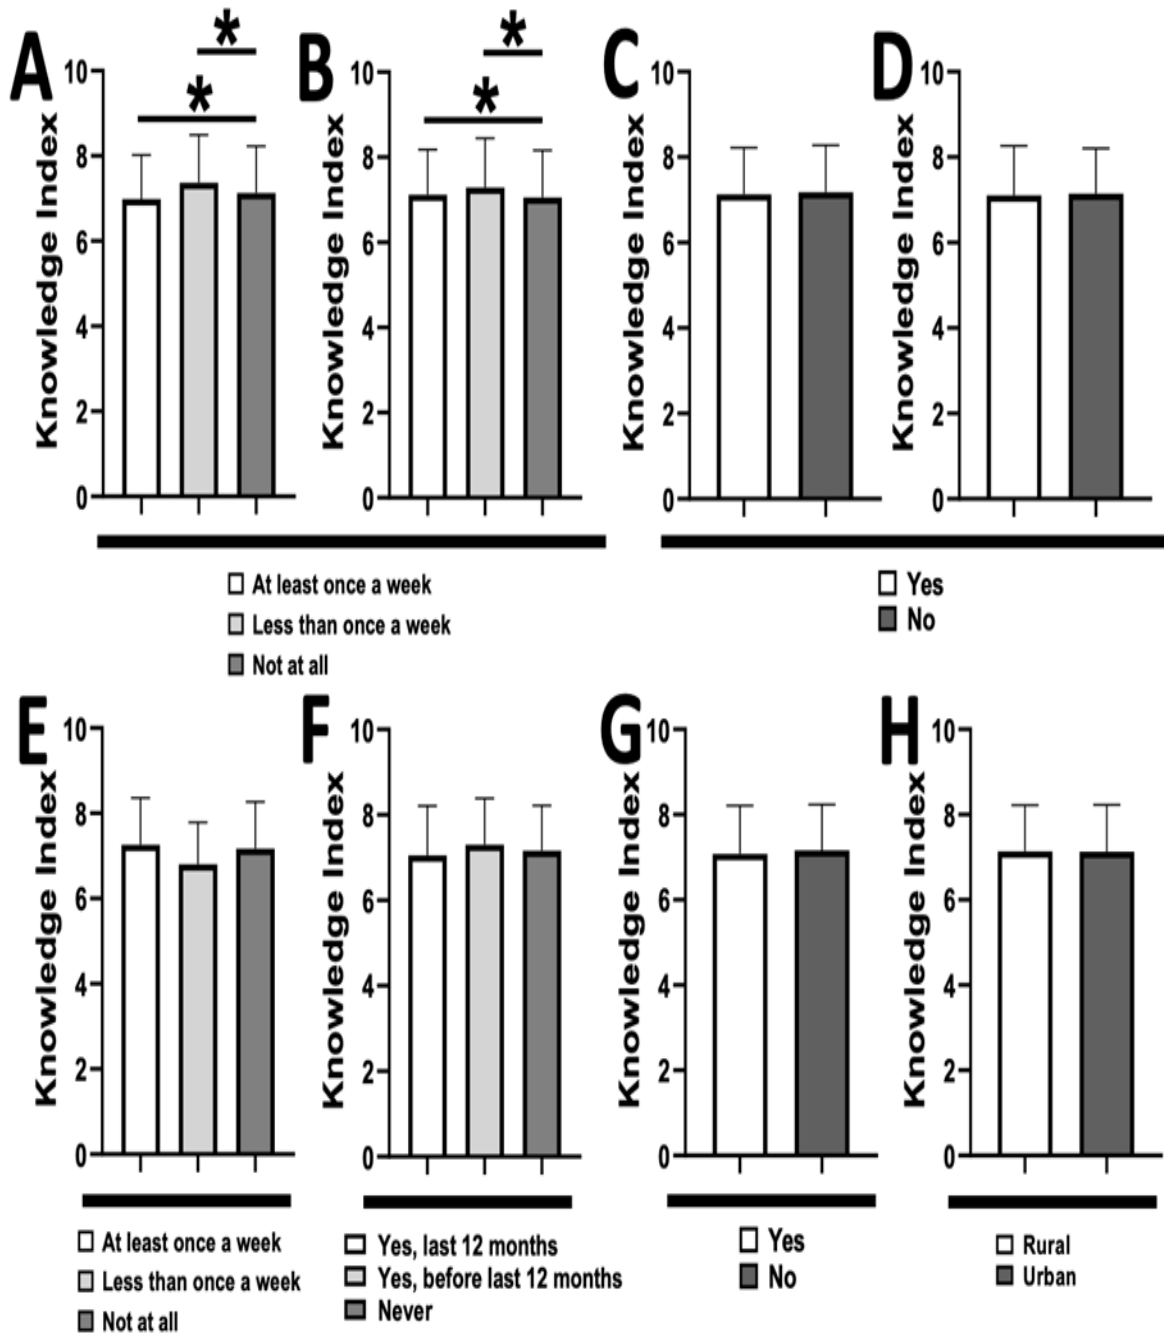 A
*
*
Knowledge Index
10
8
6
4
2
0
B
*
*
Knowledge Index
10
8
6
4
2
0
C
Knowledge Index
10
8
6
4
2
0
D
Knowledge Index
10
8
6
4
2
0
At least once a week
Less than once a week
Not at all
Yes
No
E
Knowledge Index
10
8
6
4
2
0
At least once a week
Less than once a week
Not at all
F
Knowledge Index
10
8
6
4
2
0
Yes, last 12 months
Yes, before last 12 months
Never
G
Knowledge Index
10
8
6
4
2
0
Yes
No
H
Knowledge Index
10
8
6
4
2
0
Rural
Urban